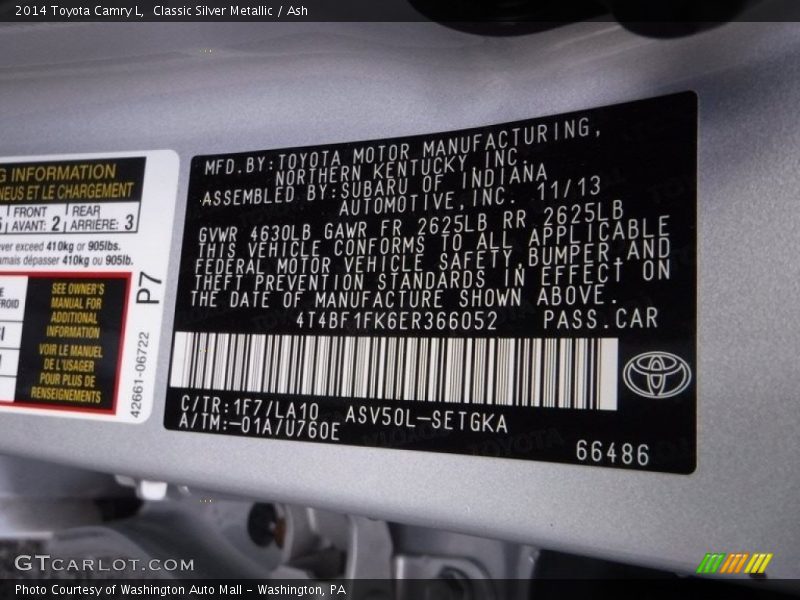 2014 Toyota Camry L,  Classic Silver Metallic / Ash
G INFORMATION
NEUS ET LE CHARGEMENT
FRONT AVANT: 2 REAR ARRIÈRE: 3
ver exceed 410kg or 905lbs.
amais dépasser 410kg ou 905lb.
SEE OWNER'S
MANUAL FOR
ADDITIONAL
INFORMATION
VOIR LE MANUEL
DE L'USAGER
POUR PLUS DE
RENSEIGNEMENTS
P7
42661-06722
MFD.BY:TOYOTA MOTOR MANUFACTURING,
NORTHERN KENTUCKY,INC.
ASSEMBLED BY:SUBARU OF INDIANA
AUTOMOTIVE,INC. 11/13
GVWR 4630LB GAWR FR 2625LB RR 2625LB
THIS VEHICLE CONFORMS TO ALL APPLICABLE
FEDERAL MOTOR VEHICLE SAFETY,BUMPER,AND
THEFT PREVENTION STANDARDS IN EFFECT ON
THE DATE OF MANUFACTURE SHOWN ABOVE.
4T4BF1FK6ER366052 PASS.CAR
C/TR:1F7/LA10 ASV50L-SETGKA
A/TM:-01A/U760E
66486
GTCARLOT.COM
Photo Courtesy of Washington Auto Mall - Washington, PA